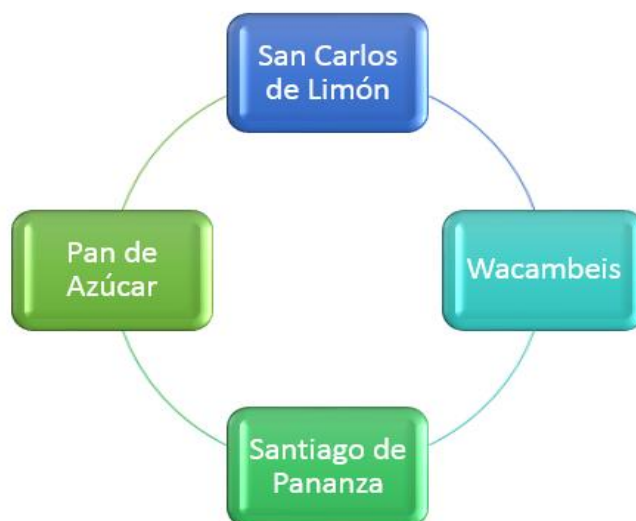 San Carlos
de Limón
Wacambeis
Santiago de
Pananza
Pan de
Azúcar